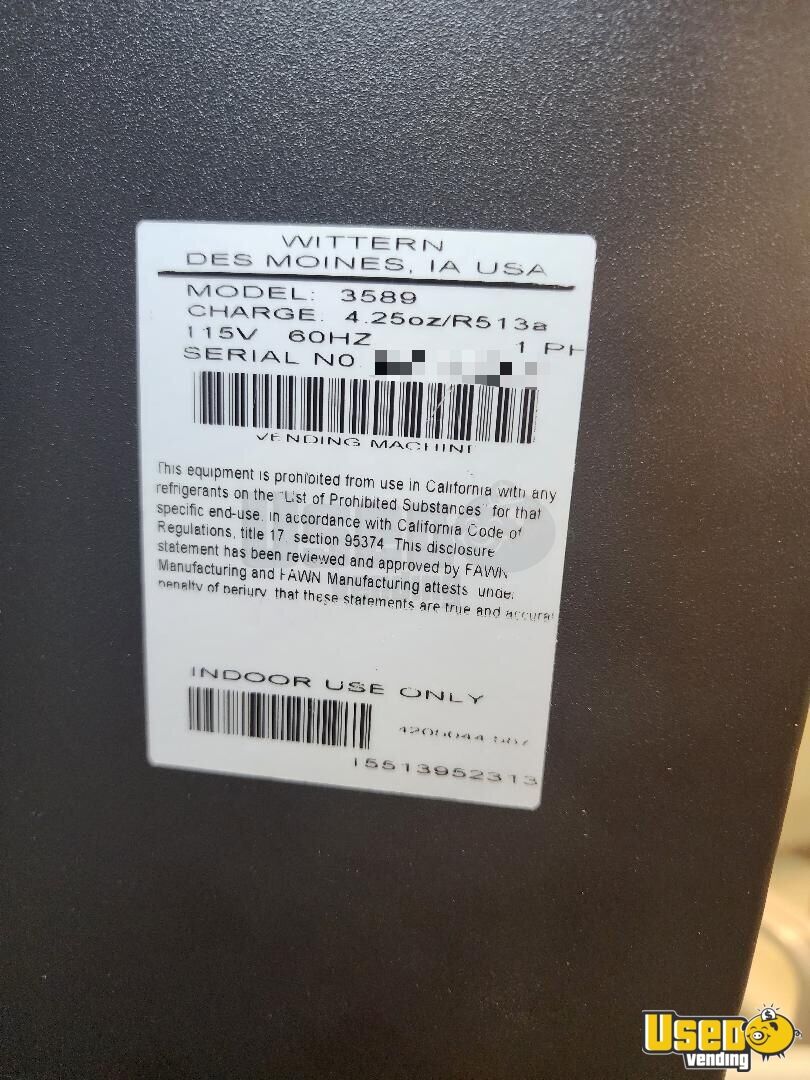 WITTERN
DES MOINES, IA USA
MODEL: 3589
CHARGE: 4.25oz/R513a
115V 60HZ 1 PH
SERIAL NO
VENDING MACHINE
This equipment is prohibited from use in California with any
refrigerants on the "List of Prohibited Substances" for that
specific end-use, in accordance with California Code of
Regulations, title 17, section 95374. This disclosure
statement has been reviewed and approved by FAWN
Manufacturing and FAWN Manufacturing attests, under
penalty of perjury, that these statements are true and accurat
INDOOR USE ONLY
15513952313
USED
vending